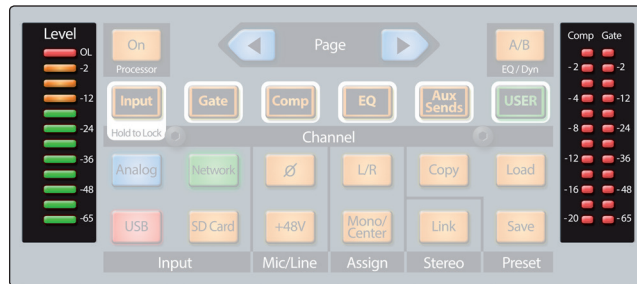 Level
OL
-2
-12
-24
-36
-48
-65
On
Processor
Page
A/B
EQ / Dyn
Input
Gate
Comp
EQ
Aux
Sends
USER
Hold to Lock
Channel
Analog
Network
Ø
L/R
Copy
Load
USB
SD Card
+48V
Mono/
Center
Link
Save
Input
Mic/Line
Assign
Stereo
Preset
Comp Gate
-2 -2
-4 -12
-8 -24
-12 -36
-16 -48
-20 -65